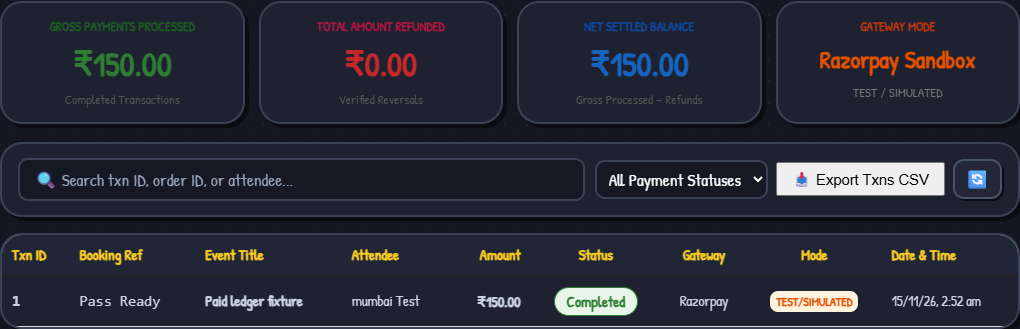 GROSS PAYMENTS PROCESSED
₹150.00
Completed Transactions
TOTAL AMOUNT REFUNDED
₹0.00
Verified Reversals
NET SETTLED BALANCE
₹150.00
Gross Processed – Refunds
GATEWAY MODE
Razorpay Sandbox
TEST / SIMULATED
Search txn ID, order ID, or attendee...
All Payment Statuses
Export Txns CSV
Txn ID Booking Ref Event Title Attendee Amount Status Gateway Mode Date & Time
1 Pass Ready Paid ledger fixture mumbai Test ₹150.00 Completed Razorpay TEST/SIMULATED 15/11/26, 2:52 am